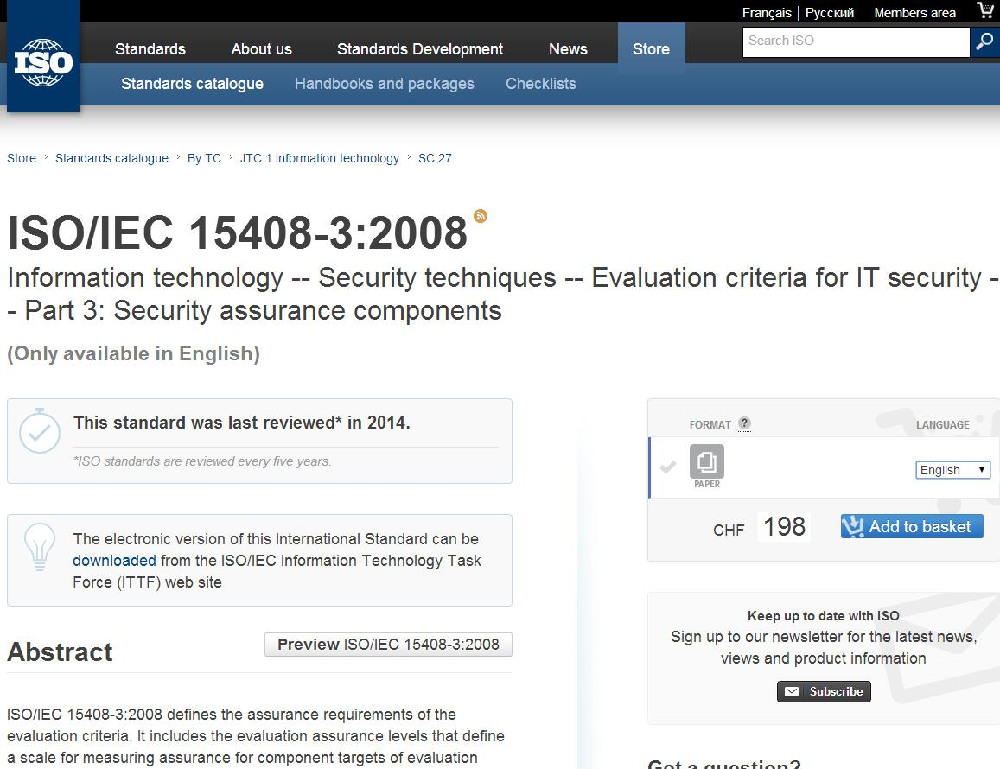 Français | Русский Members area
ISO
Standards About us Standards Development News Store
Search ISO
Standards catalogue Handbooks and packages Checklists
Store › Standards catalogue › By TC › JTC 1 Information technology › SC 27
ISO/IEC 15408-3:2008
Information technology -- Security techniques -- Evaluation criteria for IT security -
- Part 3: Security assurance components
(Only available in English)
This standard was last reviewed* in 2014.
*ISO standards are reviewed every five years.
The electronic version of this International Standard can be
downloaded from the ISO/IEC Information Technology Task
Force (ITTF) web site
Abstract
Preview ISO/IEC 15408-3:2008
ISO/IEC 15408-3:2008 defines the assurance requirements of the
evaluation criteria. It includes the evaluation assurance levels that define
a scale for measuring assurance for component targets of evaluation
FORMAT ? LANGUAGE
PAPER
English
CHF 198 Add to basket
Keep up to date with ISO
Sign up to our newsletter for the latest news,
views and product information
Subscribe
Got a question?